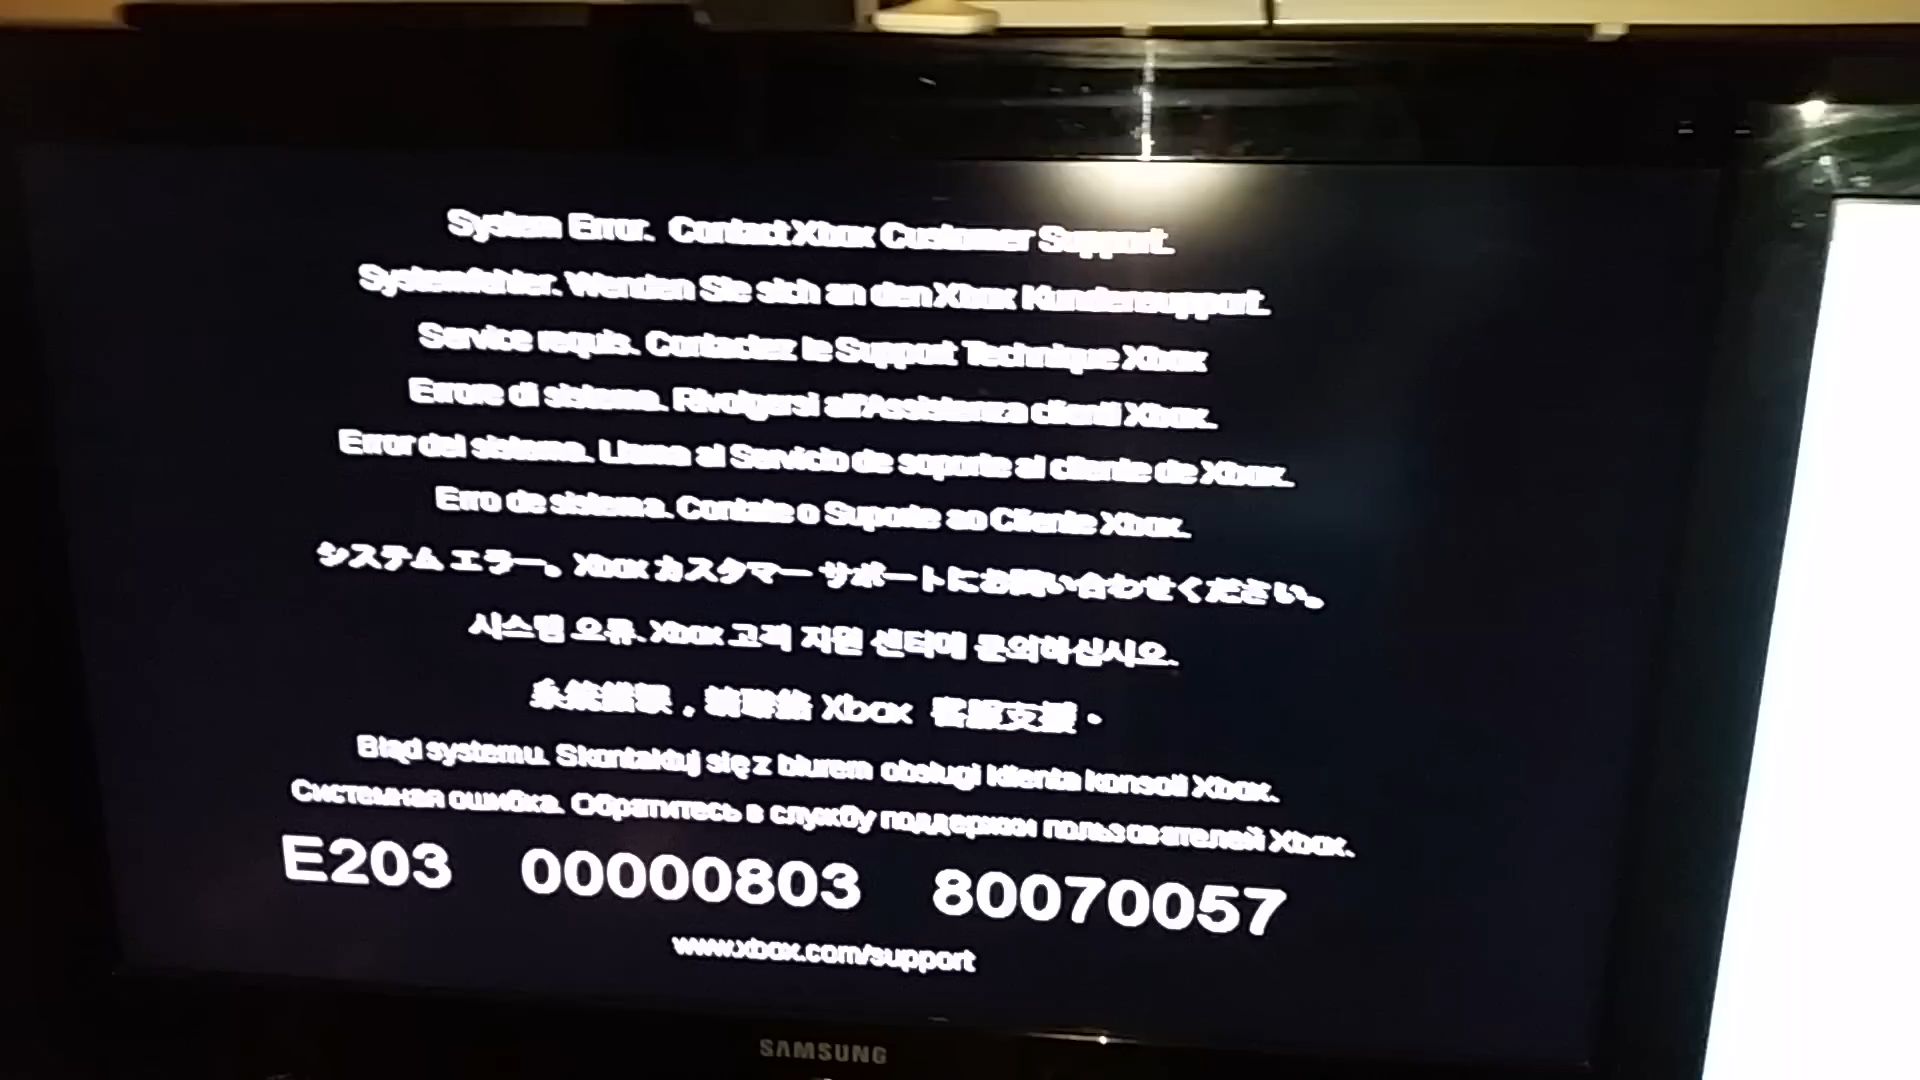 System Error. Contact Xbox Customer Support.
Systemfehler. Wenden Sie sich an den Xbox Kundensupport.
Service requis. Contactez le Support Technique Xbox
Errore di sistema. Rivolgersi all'Assistenza clienti Xbox.
Error del sistema. Llama al Servicio de soporte al cliente de Xbox.
Erro de sistema. Contate o Suporte ao Cliente Xbox.
システム エラー。Xbox カスタマー サポートにお問い合わせください。
시스템 오류. Xbox 고객 지원 센터에 문의하십시오.
系統錯誤，請聯絡 Xbox 客服支援。
Błąd systemu. Skontaktuj się z biurem obsługi klienta konsoli Xbox.
Системная ошибка. Обратитесь в службу поддержки пользователей Xbox.
E203 00000803 80070057
www.xbox.com/support
SAMSUNG